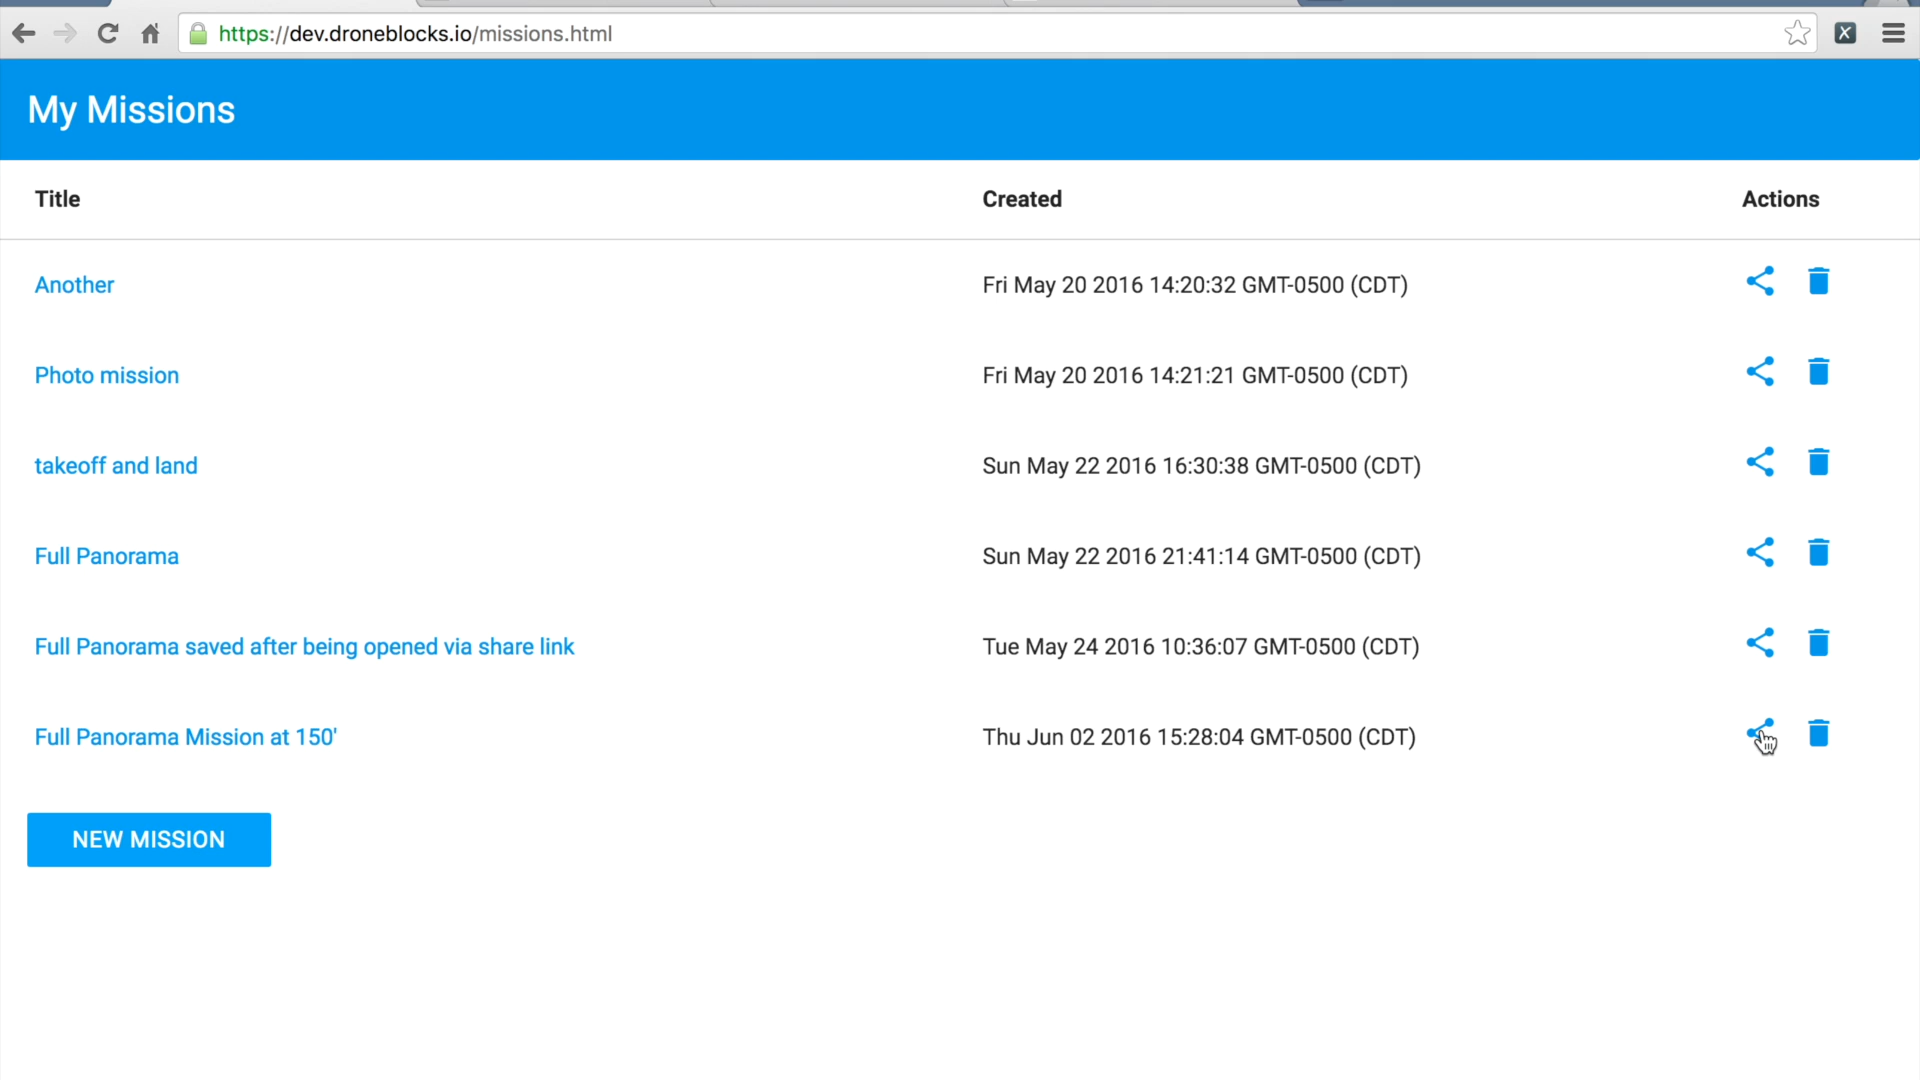 https://dev.droneblocks.io/missions.html
X
My Missions
Title Created Actions
Another Fri May 20 2016 14:20:32 GMT-0500 (CDT)
Photo mission Fri May 20 2016 14:21:21 GMT-0500 (CDT)
takeoff and land Sun May 22 2016 16:30:38 GMT-0500 (CDT)
Full Panorama Sun May 22 2016 21:41:14 GMT-0500 (CDT)
Full Panorama saved after being opened via share link Tue May 24 2016 10:36:07 GMT-0500 (CDT)
Full Panorama Mission at 150' Thu Jun 02 2016 15:28:04 GMT-0500 (CDT)
NEW MISSION